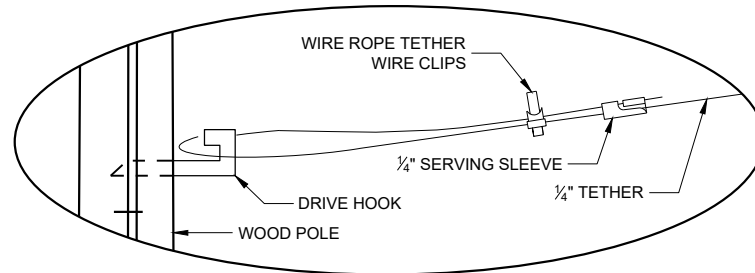 WIRE ROPE TETHER
WIRE CLIPS
¼" SERVING SLEEVE
¼" TETHER
DRIVE HOOK
WOOD POLE